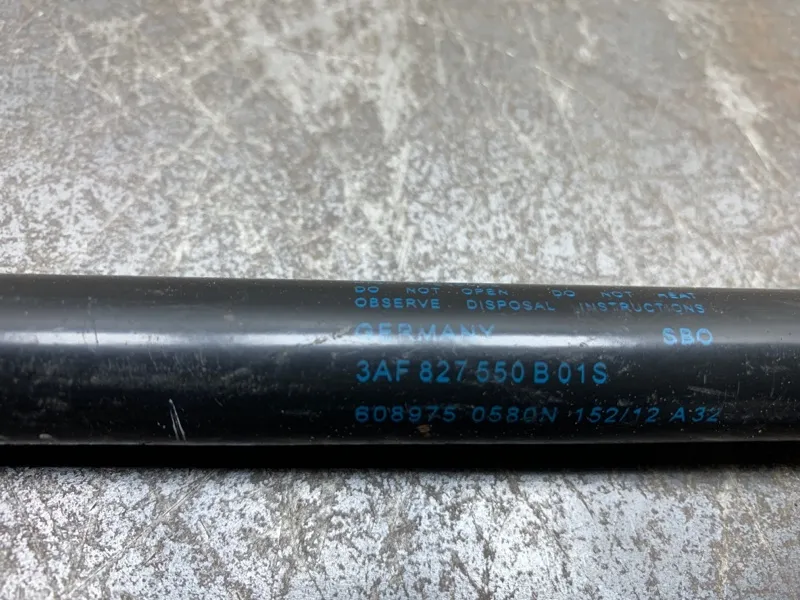 DO NOT OPEN DO NOT HEAT
OBSERVE DISPOSAL INSTRUCTIONS
GERMANY SBO
3AF 827 550 B 01S
608975 0580N 152/12 A32